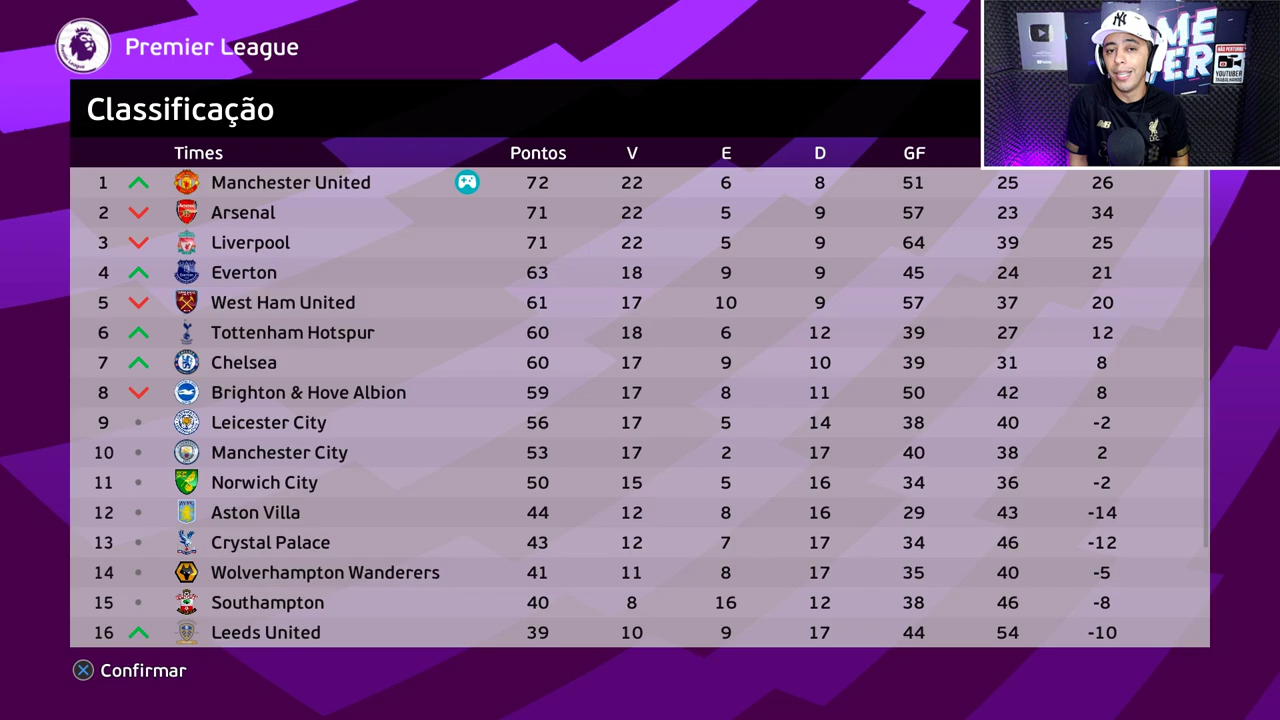 Premier League
Classificação
Times Pontos V E D GF
1 Manchester United 72 22 6 8 51 25 26
2 Arsenal 71 22 5 9 57 23 34
3 Liverpool 71 22 5 9 64 39 25
4 Everton 63 18 9 9 45 24 21
5 West Ham United 61 17 10 9 57 37 20
6 Tottenham Hotspur 60 18 6 12 39 27 12
7 Chelsea 60 17 9 10 39 31 8
8 Brighton & Hove Albion 59 17 8 11 50 42 8
9 Leicester City 56 17 5 14 38 40 -2
10 Manchester City 53 17 2 17 40 38 2
11 Norwich City 50 15 5 16 34 36 -2
12 Aston Villa 44 12 8 16 29 43 -14
13 Crystal Palace 43 12 7 17 34 46 -12
14 Wolverhampton Wanderers 41 11 8 17 35 40 -5
15 Southampton 40 8 16 12 38 46 -8
16 Leeds United 39 10 9 17 44 54 -10
Confirmar
NÃO PERTURBE
YOUTUBER
TRABALHANDO